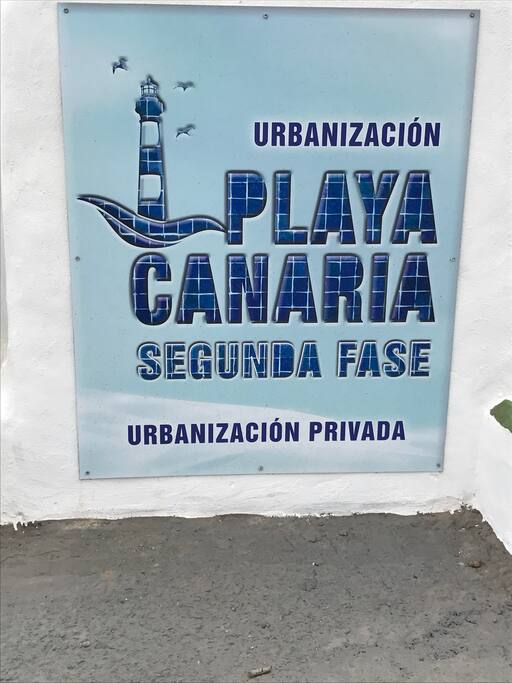 URBANIZACIÓN
PLAYA
CANARIA
SEGUNDA FASE
URBANIZACIÓN PRIVADA